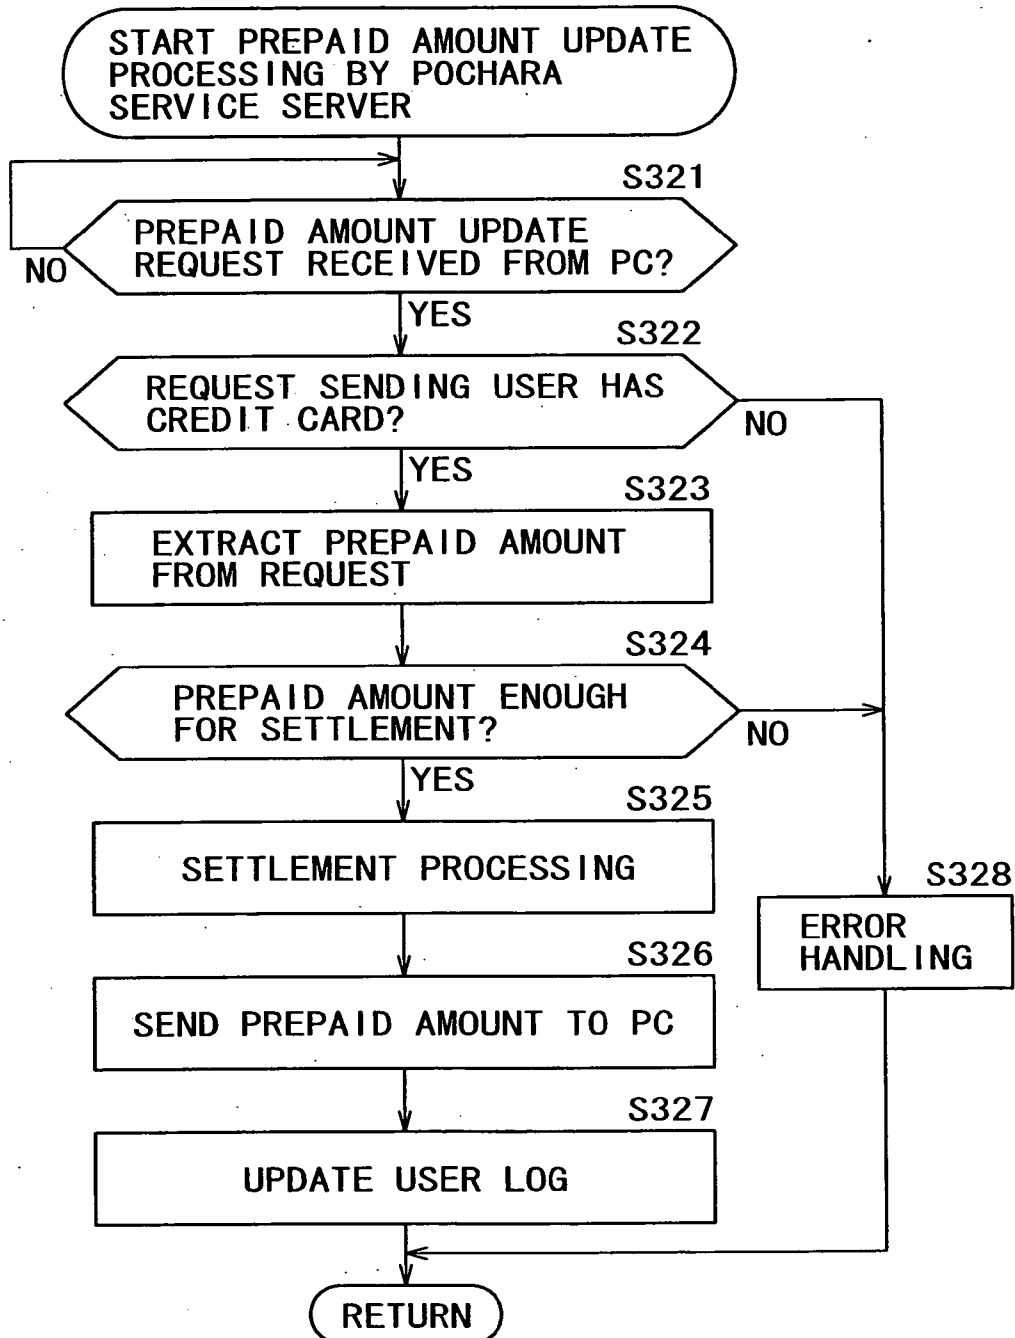 START PREPAID AMOUNT UPDATE
PROCESSING BY POCHARA
SERVICE SERVER
S321
PREPAID AMOUNT UPDATE
REQUEST RECEIVED FROM PC?
NO
YES
S322
REQUEST SENDING USER HAS
CREDIT CARD?
NO
YES
S323
EXTRACT PREPAID AMOUNT
FROM REQUEST
S324
PREPAID AMOUNT ENOUGH
FOR SETTLEMENT?
NO
YES
S325
SETTLEMENT PROCESSING
S328
ERROR
HANDLING
S326
SEND PREPAID AMOUNT TO PC
S327
UPDATE USER LOG
RETURN